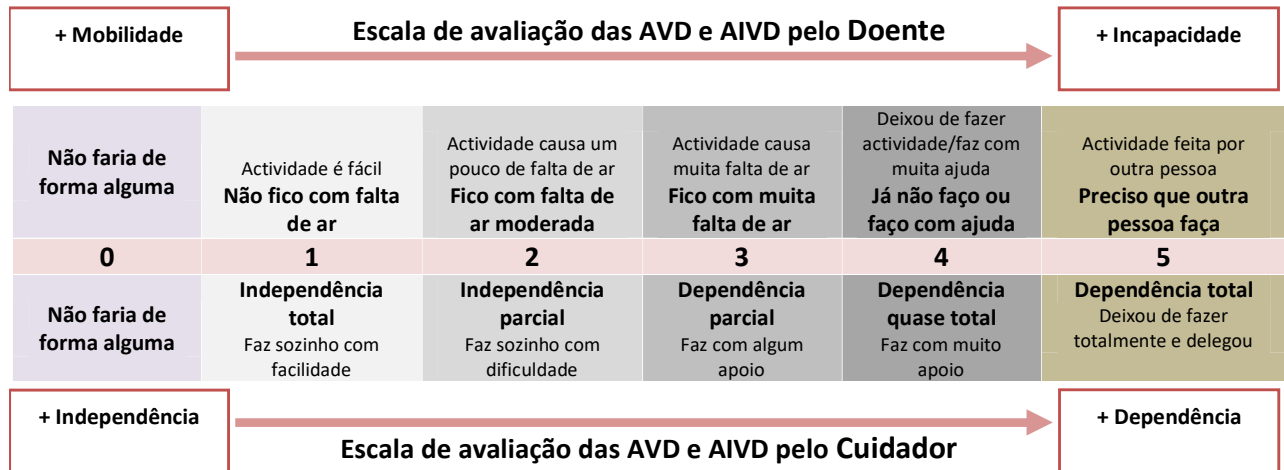 + Mobilidade
Escala de avaliação das AVD e AIVD pelo Doente
+ Incapacidade
Não faria de
forma alguma
Actividade é fácil
Não fico com falta
de ar
Actividade causa um
pouco de falta de ar
Fico com falta de
ar moderada
Actividade causa
muita falta de ar
Fico com muita
falta de ar
Deixou de fazer
actividade/faz com
muita ajuda
Já não faço ou
faço com ajuda
Actividade feita por
outra pessoa
Preciso que outra
pessoa faça
0
1
2
3
4
5
Não faria de
forma alguma
Independência
total
Faz sozinho com
facilidade
Independência
parcial
Faz sozinho com
dificuldade
Dependência
parcial
Faz com algum
apoio
Dependência
quase total
Faz com muito
apoio
Dependência total
Deixou de fazer
totalmente e delegou
+ Independência
Escala de avaliação das AVD e AIVD pelo Cuidador
+ Dependência